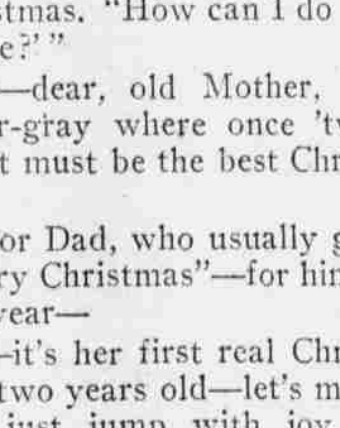 stmas. "How can I do
e?' "
—dear, old Mother,
r-gray where once 'tw
t must be the best Chr
or Dad, who usually g
ry Christmas"—for him
year—
—it's her first real Chr
two years old—let's m
just jump with joy